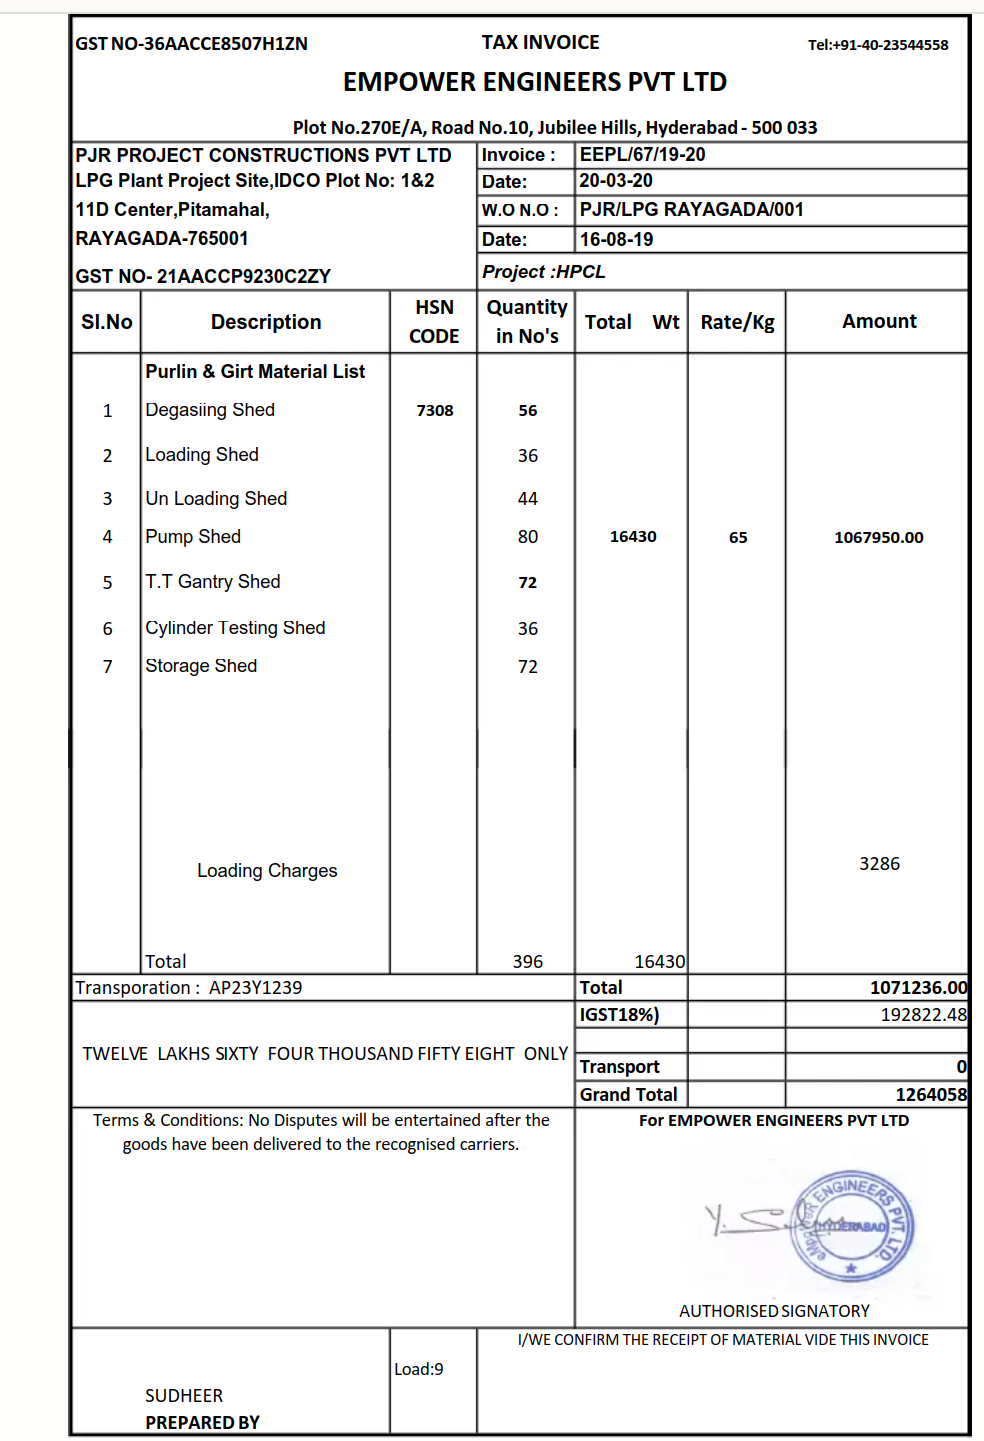 GST NO-36AACCE8507H1ZN TAX INVOICE Tel:+91-40-23544558
EMPOWER ENGINEERS PVT LTD
Plot No.270E/A, Road No.10, Jubilee Hills, Hyderabad - 500 033
PJR PROJECT CONSTRUCTIONS PVT LTD Invoice : EEPL/67/19-20
LPG Plant Project Site,IDCO Plot No: 1&2 Date: 20-03-20
11D Center,Pitamahal, W.O N.O : PJR/LPG RAYAGADA/001
RAYAGADA-765001 Date: 16-08-19
GST NO- 21AACCP9230C2ZY Project :HPCL
SI.No Description HSN CODE Quantity in No's Total Wt Rate/Kg Amount
Purlin & Girt Material List
1 Degasiing Shed 7308 56
2 Loading Shed 36
3 Un Loading Shed 44
4 Pump Shed 80 16430 65 1067950.00
5 T.T Gantry Shed 72
6 Cylinder Testing Shed 36
7 Storage Shed 72
Loading Charges 3286
Total 396 16430
Transporation : AP23Y1239 Total 1071236.00
IGST18%) 192822.48
TWELVE LAKHS SIXTY FOUR THOUSAND FIFTY EIGHT ONLY
Transport 0
Grand Total 1264058
Terms & Conditions: No Disputes will be entertained after the
goods have been delivered to the recognised carriers.
For EMPOWER ENGINEERS PVT LTD
Y. S.
EMPOWER ENGINEERS PVT. LTD.
HYDERABAD
AUTHORISED SIGNATORY
I/WE CONFIRM THE RECEIPT OF MATERIAL VIDE THIS INVOICE
Load:9
SUDHEER
PREPARED BY